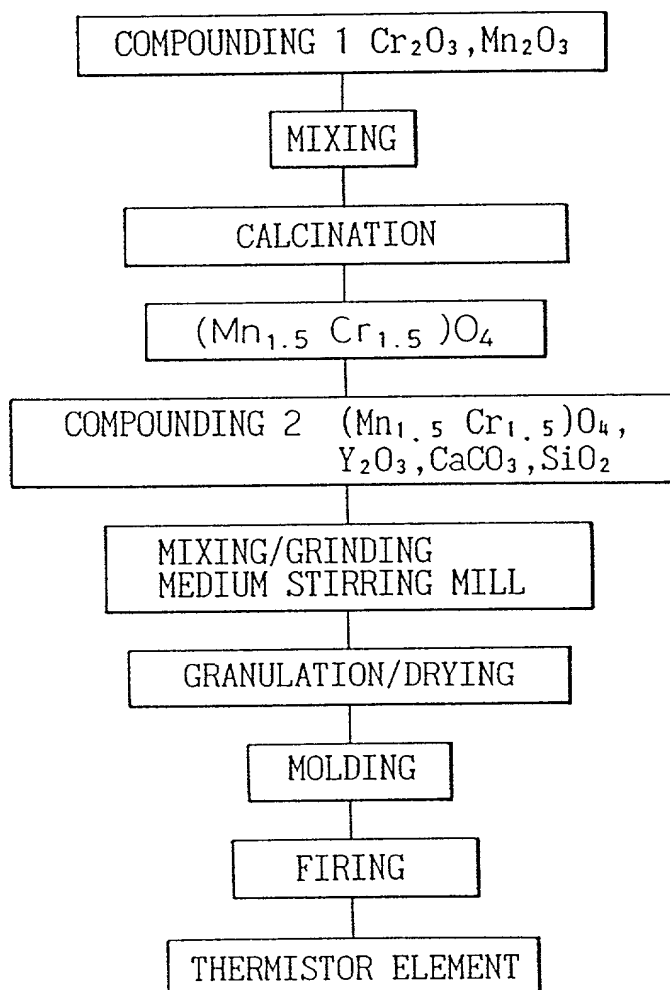 COMPOUNDING 1 Cr₂O₃,Mn₂O₃
MIXING
CALCINATION
(Mn₁.₅ Cr₁.₅)O₄
COMPOUNDING 2 (Mn₁.₅ Cr₁.₅)O₄,
Y₂O₃,CaCO₃,SiO₂
MIXING/GRINDING
MEDIUM STIRRING MILL
GRANULATION/DRYING
MOLDING
FIRING
THERMISTOR ELEMENT